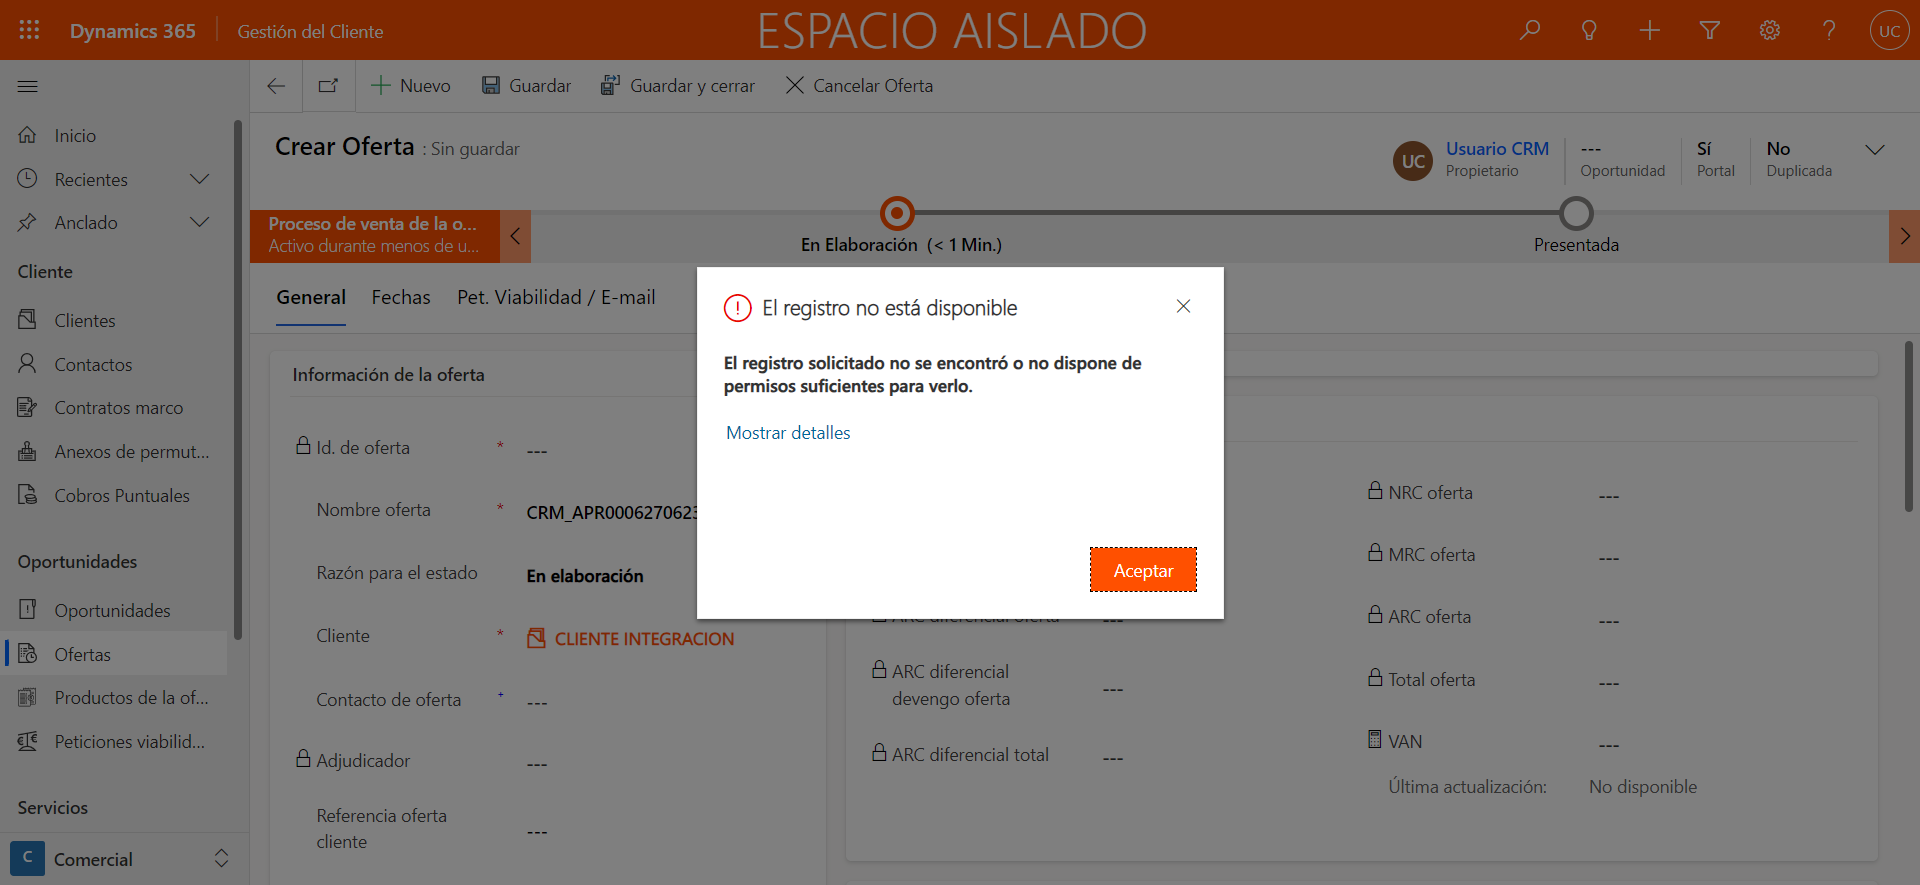 Dynamics 365
Gestión del Cliente
ESPACIO AISLADO
UC
Nuevo
Guardar
Guardar y cerrar
Cancelar Oferta
Inicio
Recientes
Anclado
Cliente
Clientes
Contactos
Contratos marco
Anexos de permut...
Cobros Puntuales
Oportunidades
Oportunidades
Ofertas
Productos de la of...
Peticiones viabilid...
Servicios
C
Comercial
Crear Oferta : Sin guardar
UC
Usuario CRM
Propietario
---
Oportunidad
Sí
Portal
No
Duplicada
Proceso de venta de la o...
Activo durante menos de u...
En Elaboración (< 1 Min.)
Presentada
General
Fechas
Pet. Viabilidad / E-mail
El registro no está disponible
El registro solicitado no se encontró o no dispone de
permisos suficientes para verlo.
Mostrar detalles
Aceptar
Información de la oferta
Id. de oferta * ---
Nombre oferta * CRM_APR000627062
Razón para el estado En elaboración
Cliente * CLIENTE INTEGRACION
Contacto de oferta + ---
Adjudicador ---
Referencia oferta
cliente ---
ARC diferencial oferta ---
ARC diferencial
devengo oferta ---
ARC diferencial total ---
NRC oferta ---
MRC oferta ---
ARC oferta ---
Total oferta ---
VAN ---
Última actualización: No disponible